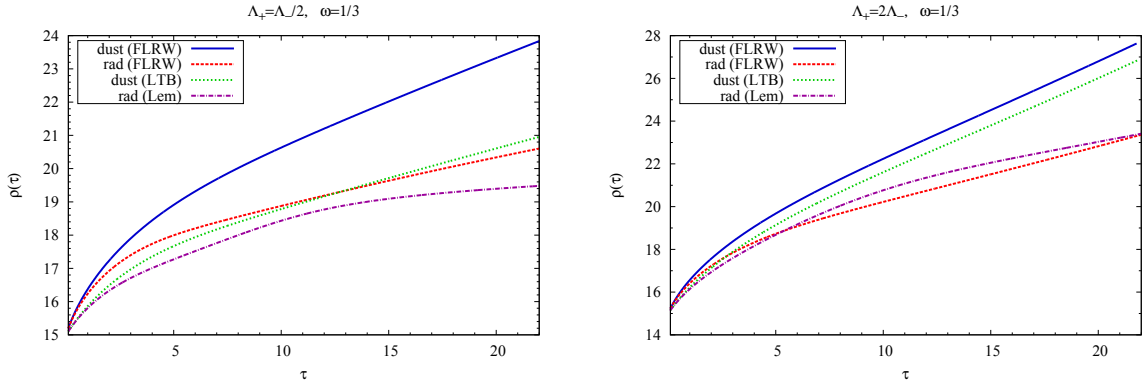 Λ₊=Λ₋/2, ω=1/3
ρ(τ)
24
23
22
21
20
19
18
17
16
15
dust (FLRW)
rad (FLRW)
dust (LTB)
rad (Lem)
5 10 15 20
τ
Λ₊=2Λ₋, ω=1/3
ρ(τ)
28
26
24
22
20
18
16
14
dust (FLRW)
rad (FLRW)
dust (LTB)
rad (Lem)
5 10 15 20
τ